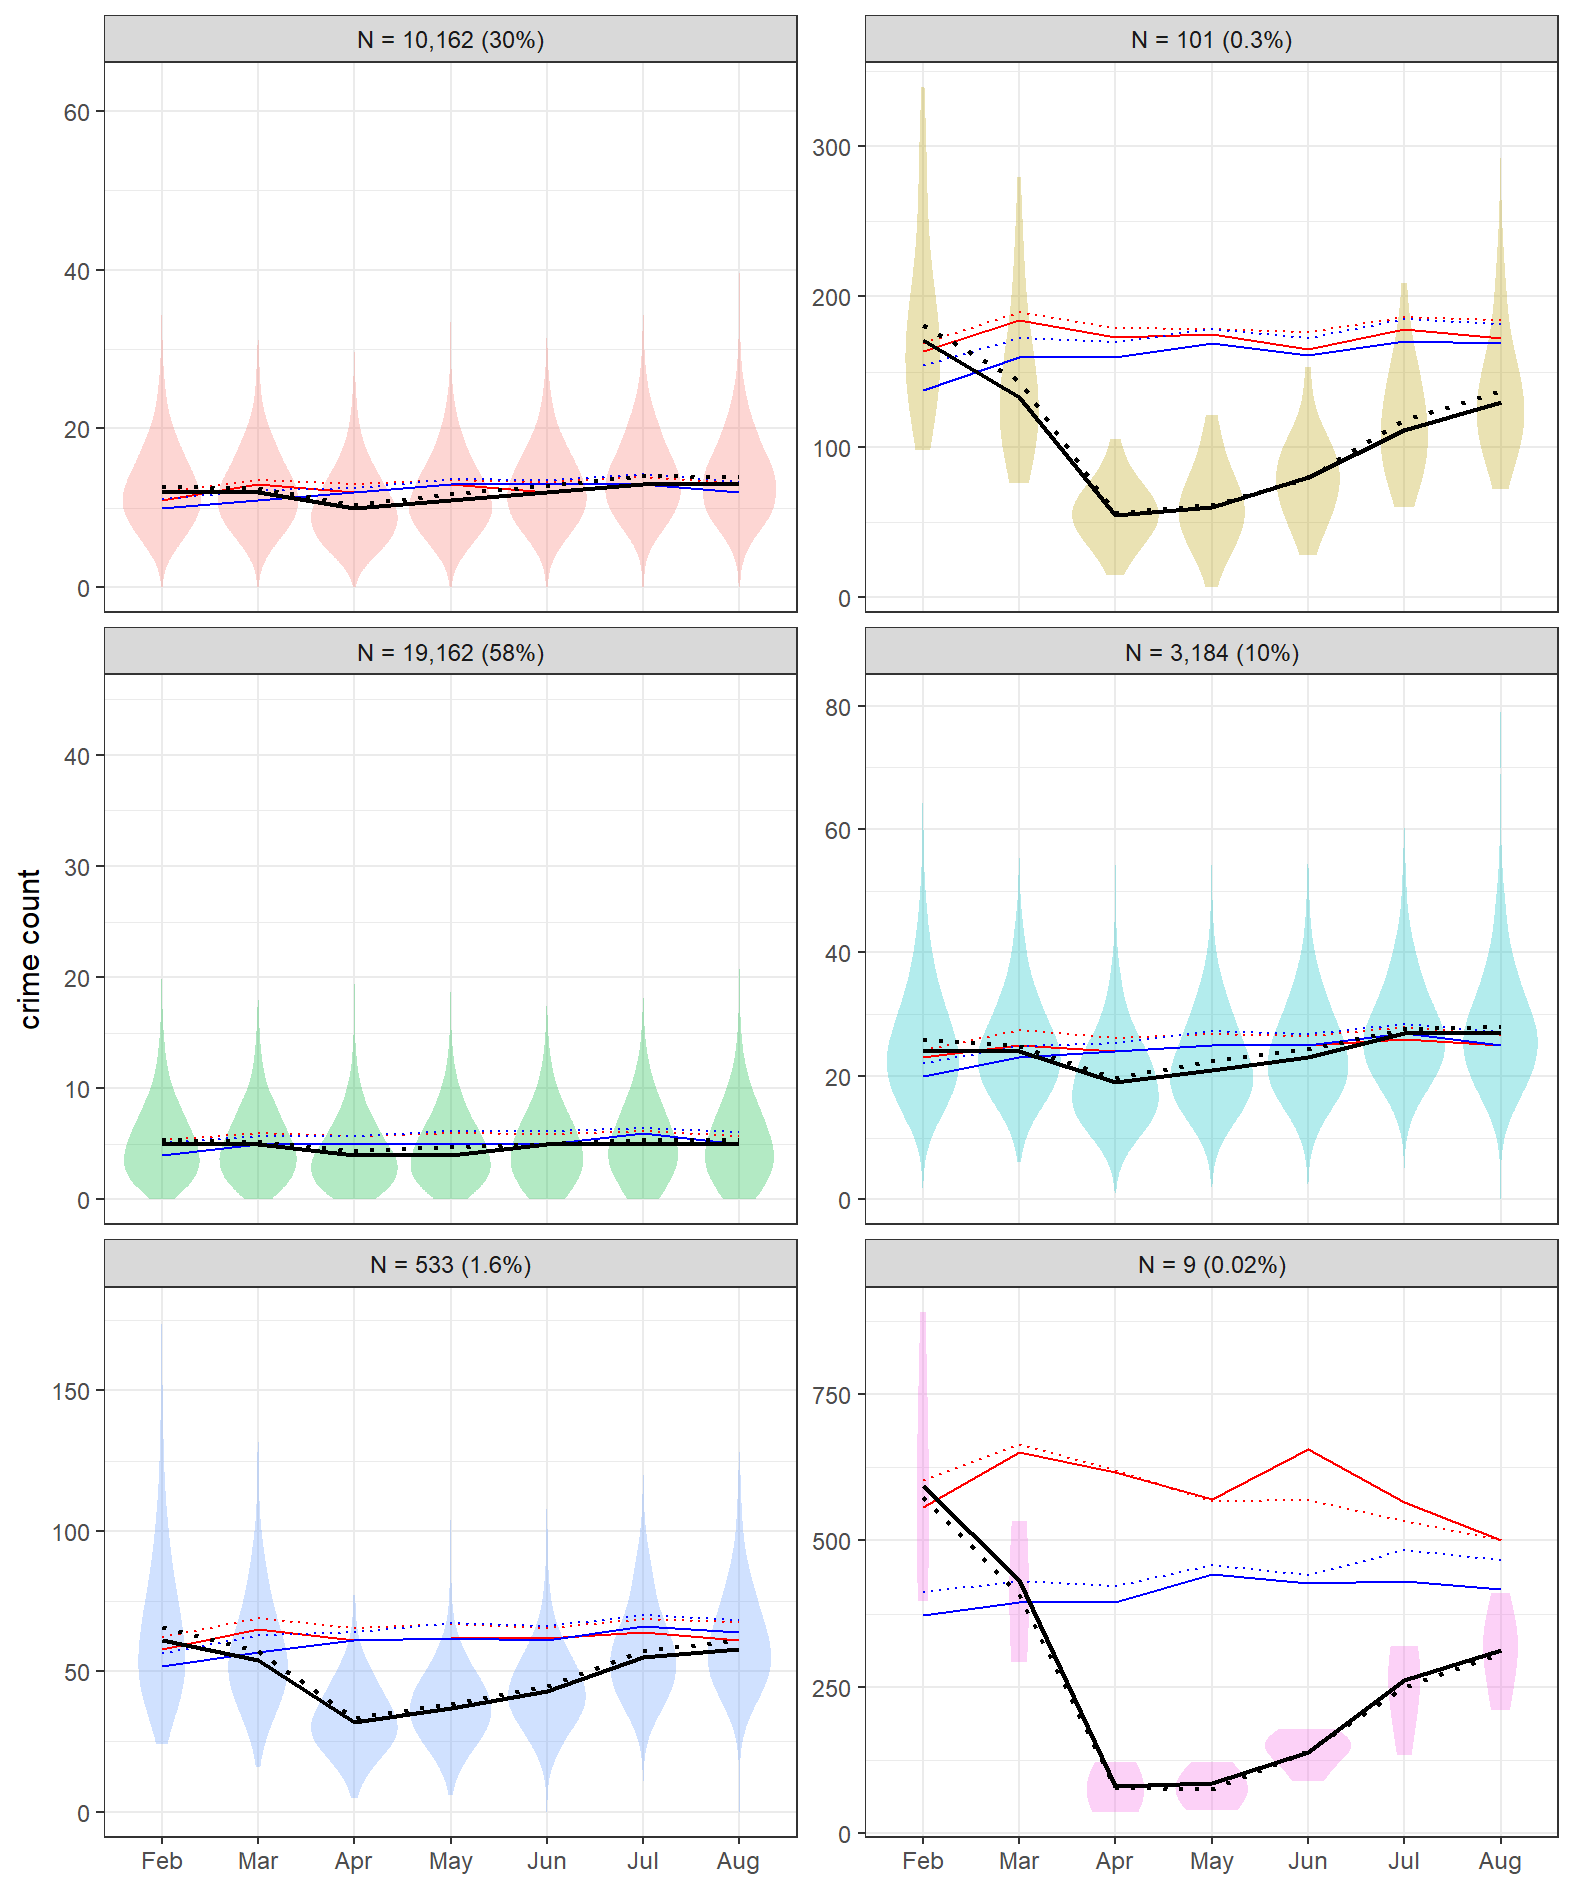 N = 10,162 (30%)
60
40
20
0
N = 101 (0.3%)
300
200
100
0
crime count
N = 19,162 (58%)
40
30
20
10
0
N = 3,184 (10%)
80
60
40
20
0
N = 533 (1.6%)
150
100
50
0
Feb Mar Apr May Jun Jul Aug
N = 9 (0.02%)
750
500
250
0
Feb Mar Apr May Jun Jul Aug